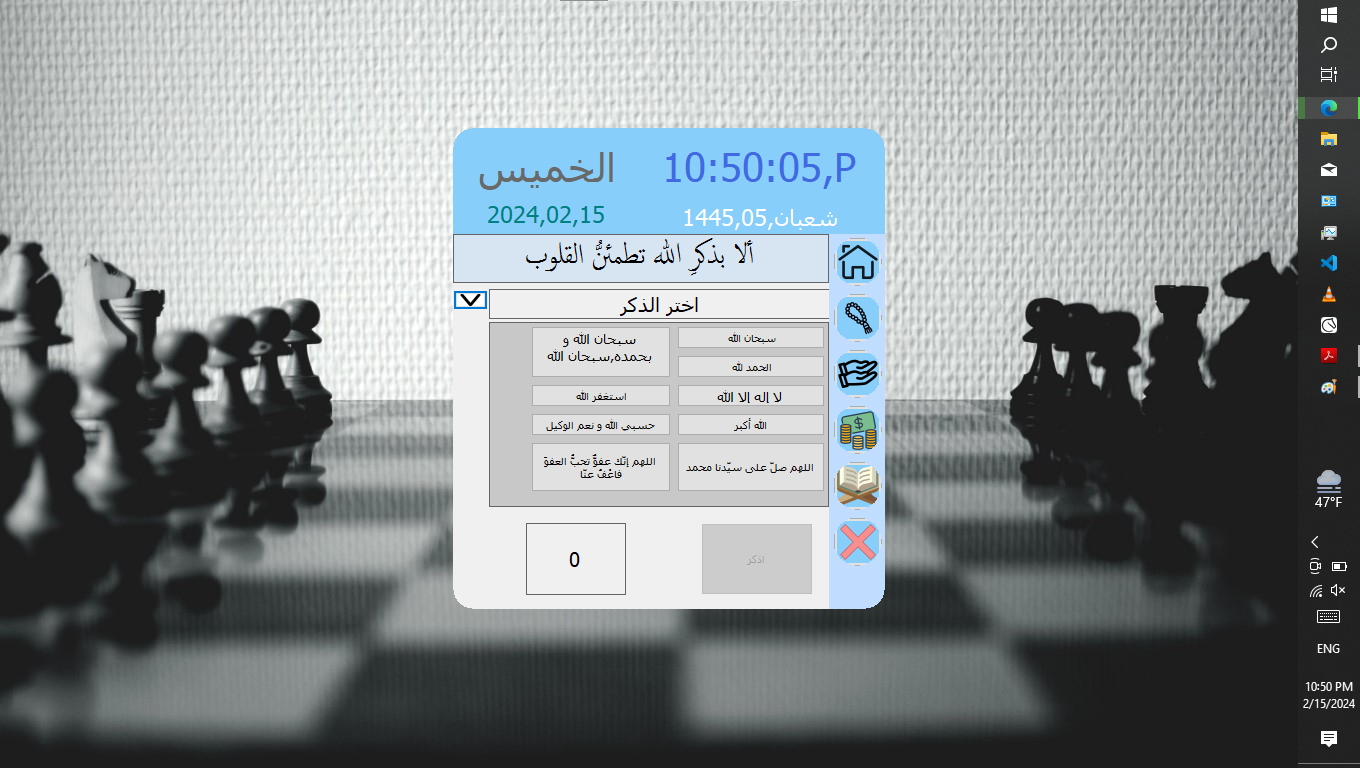 الخميس 10:50:05,P
2024,02,15 شعبان,1445,05
ألا بذكرِ الله تطمئنُّ القلوب
اختر الذكر
سبحان الله
سبحان الله و
بحمده,سبحان الله
الحمد لله
لا إله إلا الله
استغفر الله
الله أكبر
حسبي الله و نعم الوكيل
اللهم صلّ على سيّدنا محمد
اللهم إنّك عفوٌّ تحبُّ العفوَ
فاعْفُ عنّا
اذكر
0
47°F
ENG
10:50 PM
2/15/2024